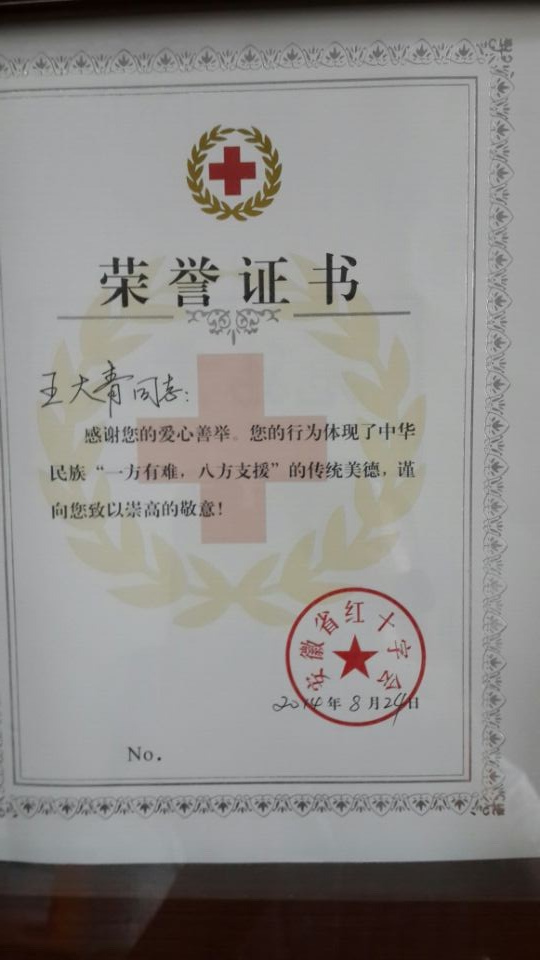 荣誉证书
王大青同志：
感谢您的爱心善举。您的行为体现了中华
民族“一方有难，八方支援”的传统美德，谨
向您致以崇高的敬意！
安徽省红十字会
2014年8月24日
No.